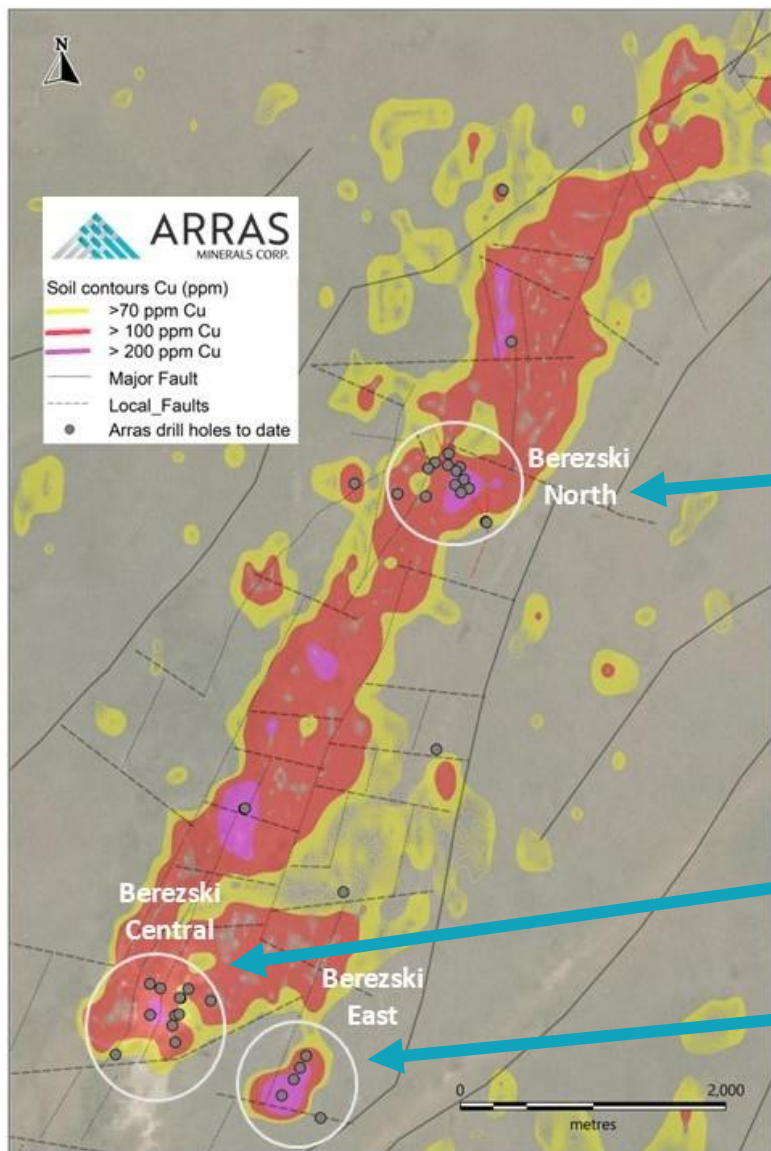 N
ARRAS
MINERALS CORP.
Soil contours Cu (ppm)
>70 ppm Cu
> 100 ppm Cu
> 200 ppm Cu
Major Fault
Local_Faults
Arras drill holes to date
Berezski
North
Berezski
Central
Berezski
East
0 2,000
metres